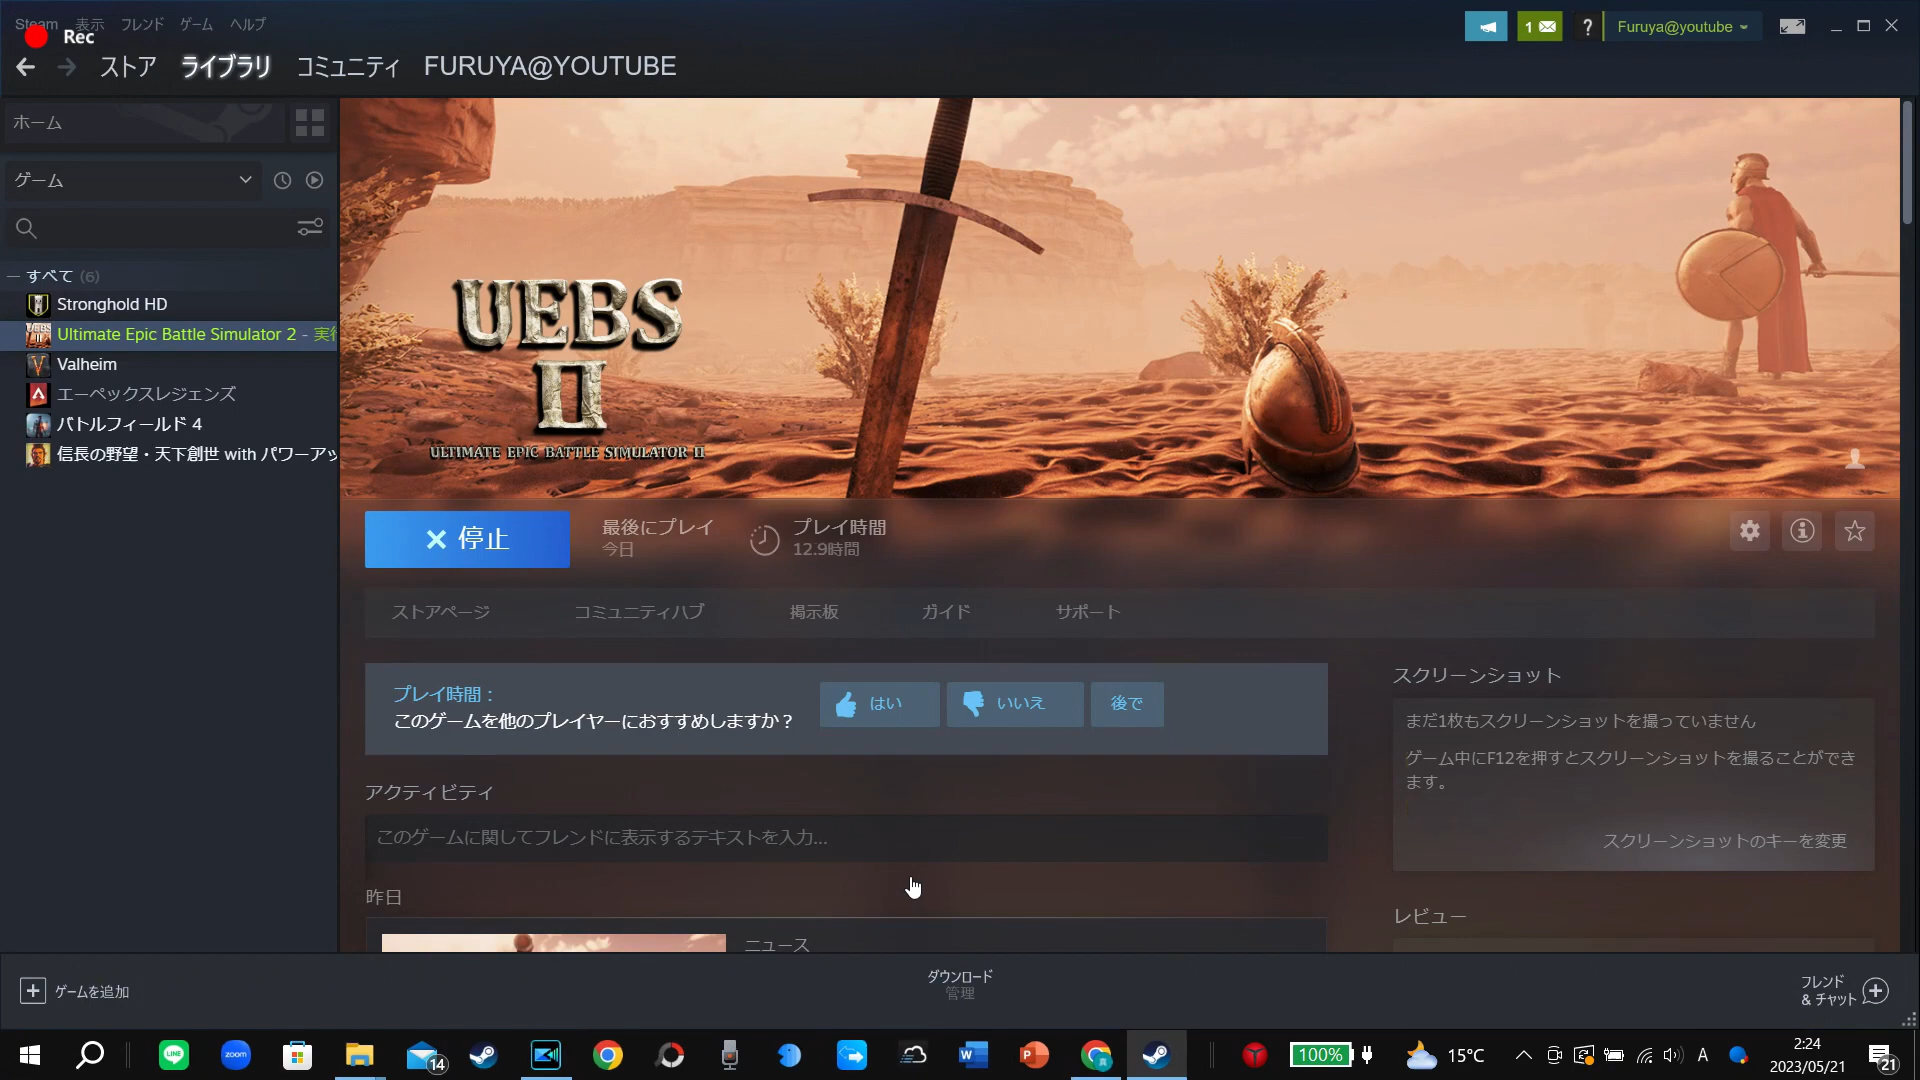 Steam 表示 フレンド ゲーム ヘルプ
Rec
1
?
Furuya@youtube
ストア ライブラリ コミュニティ FURUYA@YOUTUBE
ホーム
ゲーム
すべて (6)
Stronghold HD
Ultimate Epic Battle Simulator 2 - 実行
Valheim
エーペックスレジェンズ
バトルフィールド 4
信長の野望・天下創世 with パワーアッ
UEBS
II
ULTIMATE EPIC BATTLE SIMULATOR II
停止
最後にプレイ
今日
プレイ時間
12.9時間
ストアページ コミュニティハブ 掲示板 ガイド サポート
プレイ時間：
このゲームを他のプレイヤーにおすすめしますか？
はい いいえ 後で
スクリーンショット
まだ1枚もスクリーンショットを撮っていません
ゲーム中にF12を押すとスクリーンショットを撮ることができ
ます。
スクリーンショットのキーを変更
アクティビティ
このゲームに関してフレンドに表示するテキストを入力...
昨日
ニュース
レビュー
ゲームを追加
ダウンロード
管理
フレンド
& チャット
LINE
zoom
14
W
P
100%
15°C
A
2:24
2023/05/21
21